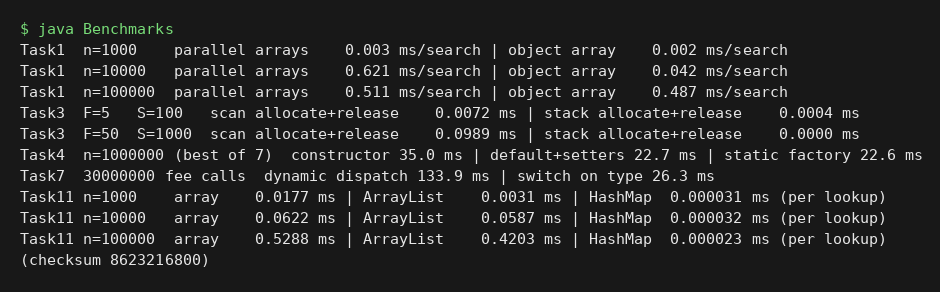 $ java Benchmarks
Task1  n=1000    parallel arrays    0.003 ms/search | object array    0.002 ms/search
Task1  n=10000   parallel arrays    0.621 ms/search | object array    0.042 ms/search
Task1  n=100000  parallel arrays    0.511 ms/search | object array    0.487 ms/search
Task3  F=5   S=100   scan allocate+release    0.0072 ms | stack allocate+release    0.0004 ms
Task3  F=50  S=1000  scan allocate+release    0.0989 ms | stack allocate+release    0.0000 ms
Task4  n=1000000 (best of 7)  constructor 35.0 ms | default+setters 22.7 ms | static factory 22.6 ms
Task7  30000000 fee calls  dynamic dispatch 133.9 ms | switch on type 26.3 ms
Task11 n=1000    array    0.0177 ms | ArrayList    0.0031 ms | HashMap  0.000031 ms (per lookup)
Task11 n=10000   array    0.0622 ms | ArrayList    0.0587 ms | HashMap  0.000032 ms (per lookup)
Task11 n=100000  array    0.5288 ms | ArrayList    0.4203 ms | HashMap  0.000023 ms (per lookup)
(checksum 8623216800)